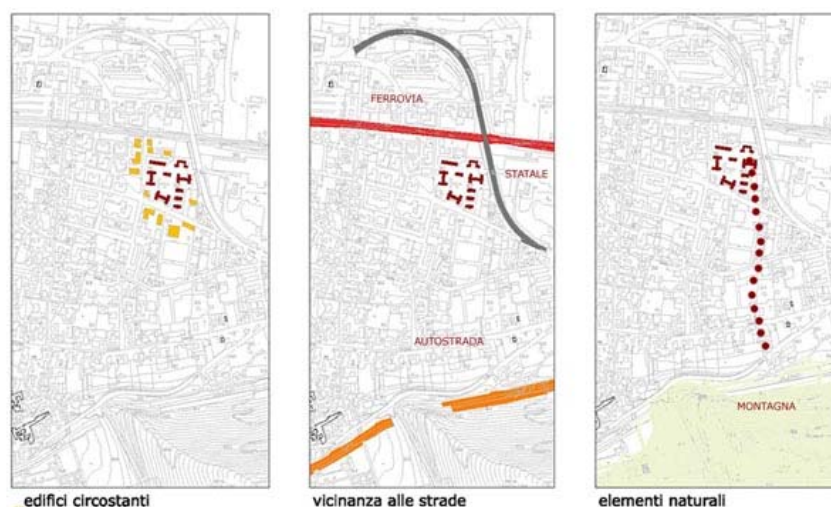 FERROVIA
STATALE
AUTOSTRADA
MONTAGNA
edifici circostanti
vicinanza alle strade
elementi naturali